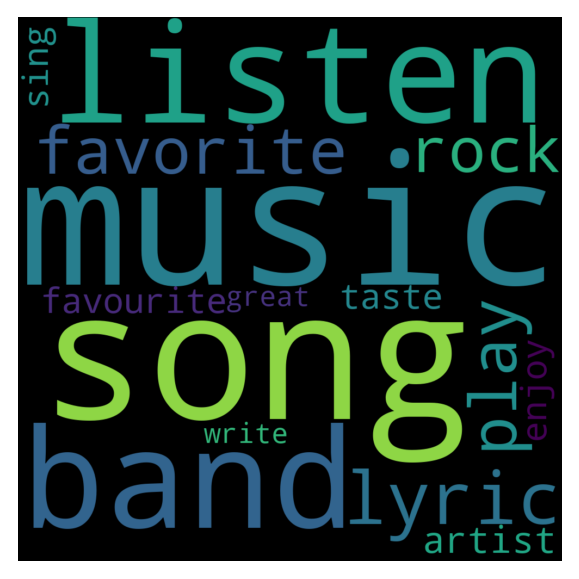 sing
listen
favorite rock
music
favourite great taste
song
play
enjoy
write
band lyric
artist